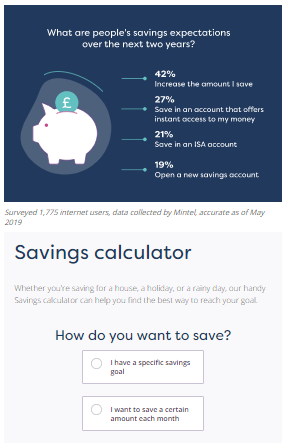 What are people's savings expectations
over the next two years?
£
42%
Increase the amount I save
27%
Save in an account that offers
instant access to my money
21%
Save in an ISA account
19%
Open a new savings account
Surveyed 1,775 internet users, data collected by Mintel, accurate as of May
2019
Savings calculator
Whether you're saving for a house, a holiday, or a rainy day, our handy
Savings calculator can help you find the best way to reach your goal.
How do you want to save?
I have a specific savings
goal
I want to save a certain
amount each month